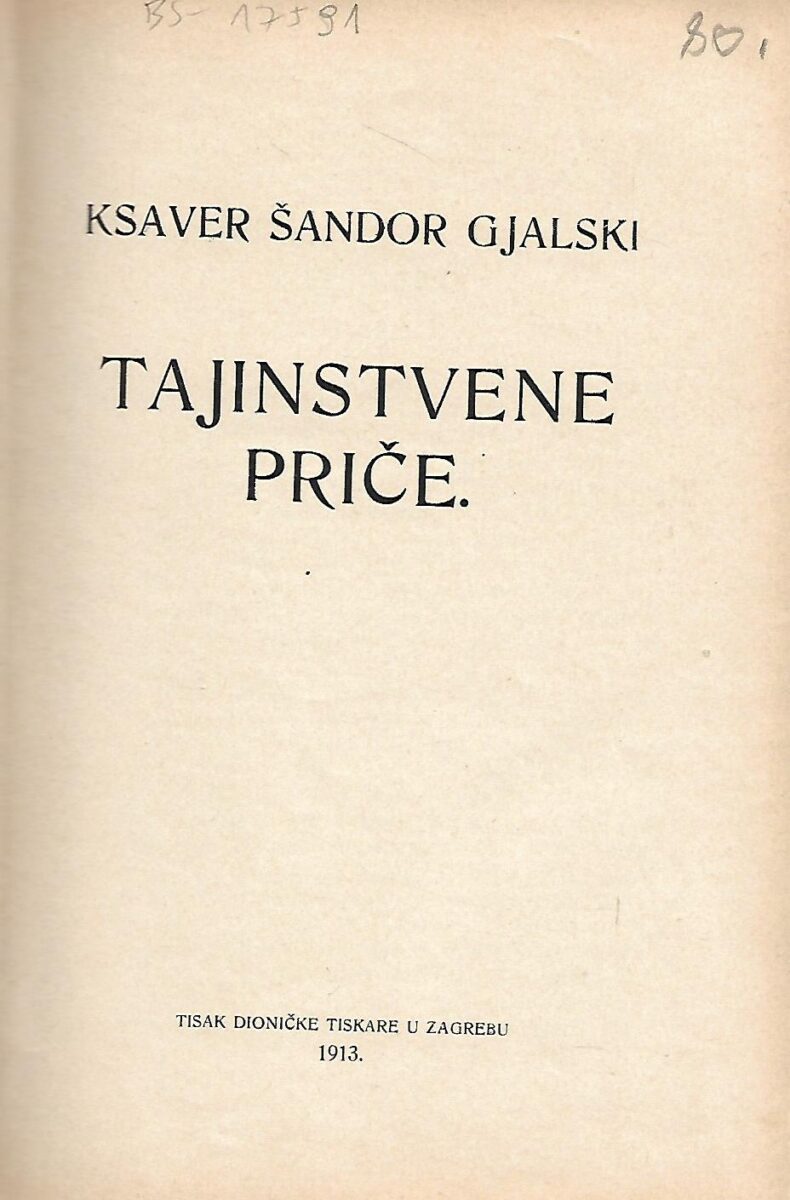 BS- 17591
80,
KSAVER ŠANDOR GJALSKI
TAJINSTVENE
PRIČE.
TISAK DIONIČKE TISKARE U ZAGREBU
1913.